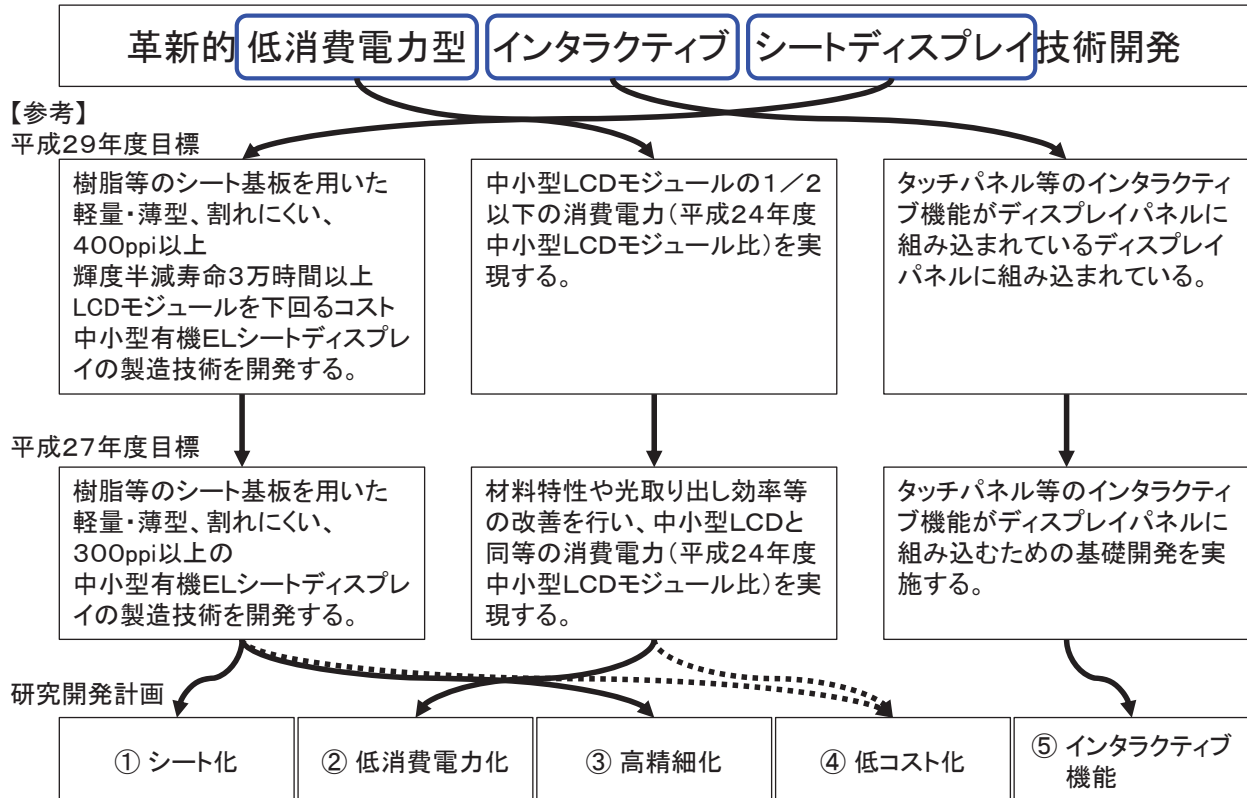 革新的 低消費電力型 インタラクティブ シートディスプレイ技術開発
【参考】
平成29年度目標
樹脂等のシート基板を用いた
軽量・薄型、割れにくい、
400ppi以上
輝度半減寿命3万時間以上
LCDモジュールを下回るコスト
中小型有機ELシートディスプレ
イの製造技術を開発する。
中小型LCDモジュールの1/2
以下の消費電力(平成24年度
中小型LCDモジュール比)を実
現する。
タッチパネル等のインタラクティ
ブ機能がディスプレイパネルに
組み込まれているディスプレイ
パネルに組み込まれている。
平成27年度目標
樹脂等のシート基板を用いた
軽量・薄型、割れにくい、
300ppi以上の
中小型有機ELシートディスプレ
イの製造技術を開発する。
材料特性や光取り出し効率等
の改善を行い、中小型LCDと
同等の消費電力(平成24年度
中小型LCDモジュール比)を実
現する。
タッチパネル等のインタラクティ
ブ機能がディスプレイパネルに
組み込むための基礎開発を実
施する。
研究開発計画
① シート化
② 低消費電力化
③ 高精細化
④ 低コスト化
⑤ インタラクティブ
機能